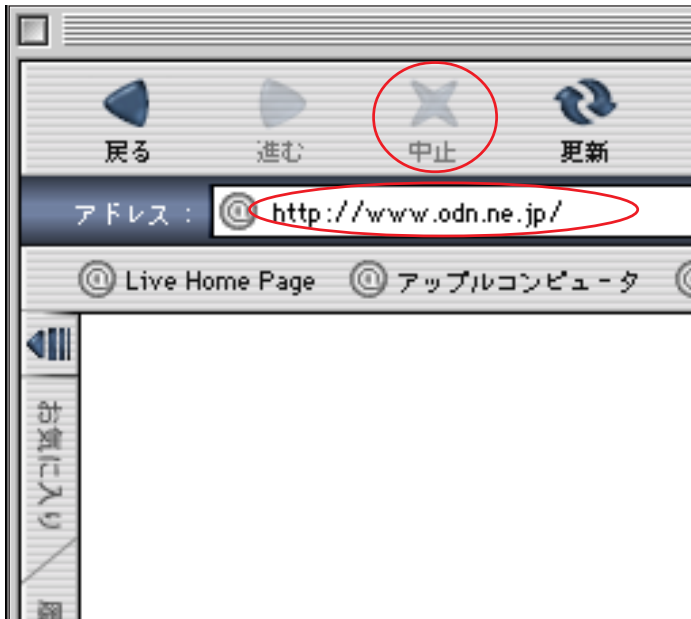 戻る 進む 中止 更新
アドレス : @ http://www.odn.ne.jp/
@ Live Home Page @ アップルコンピュータ
お気に入り